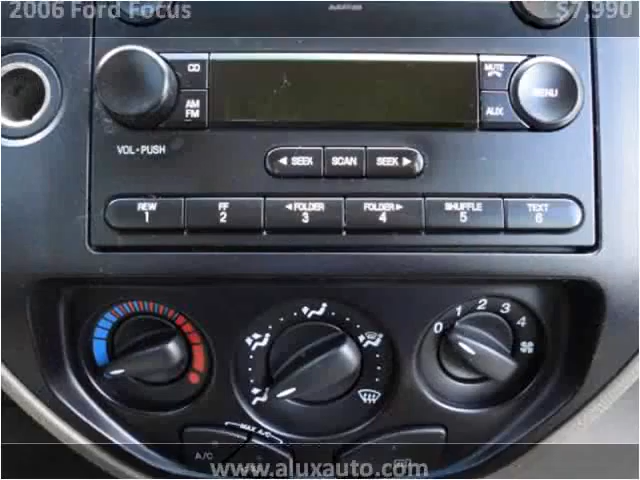 2006 Ford Focus
$7,990
CD
MUTE
AM FM
MENU
AUX
VOL-PUSH
◄ SEEK SCAN SEEK ►
REW FF ◄FOLDER FOLDER► SHUFFLE TEXT
1 2 3 4 5 6
0 1 2 3 4
MAX A/C
A/C
www.aluxauto.com